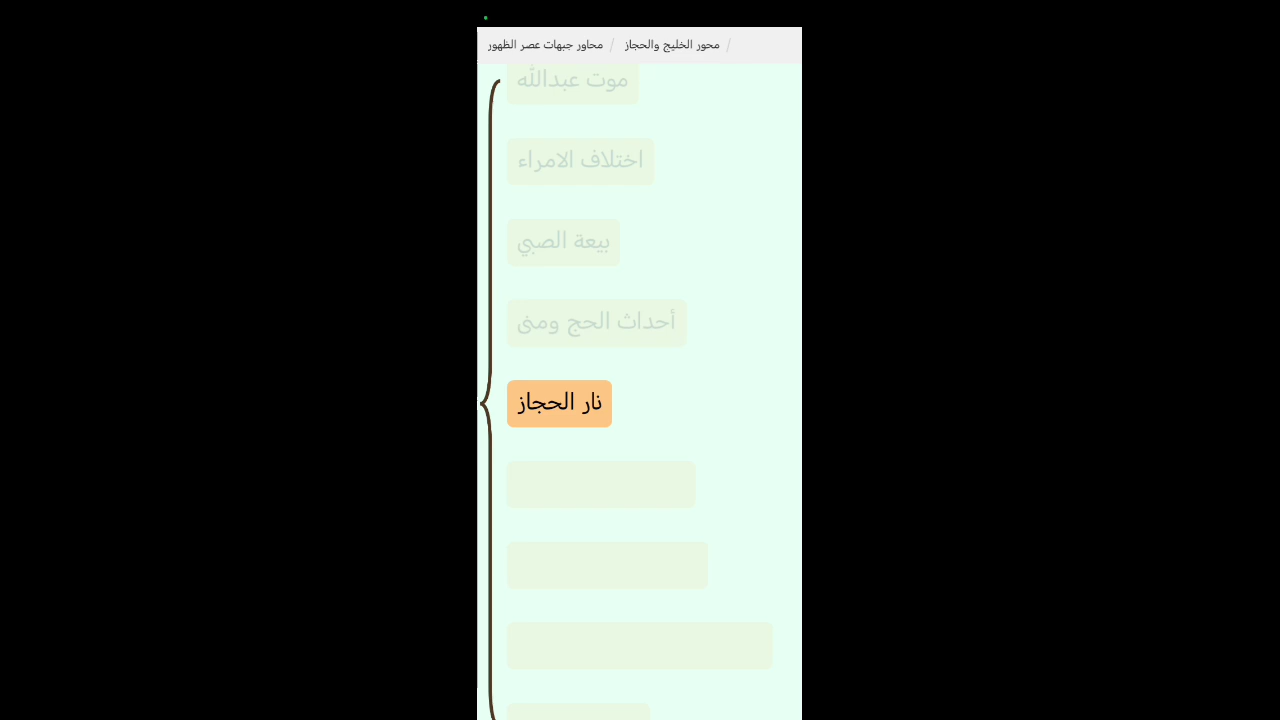 محاور جبهات عصر الظهور / محور الخليج والحجاز /
موت عبدالله
اختلاف الامراء
بيعة الصبي
أحداث الحج ومنى
نار الحجاز